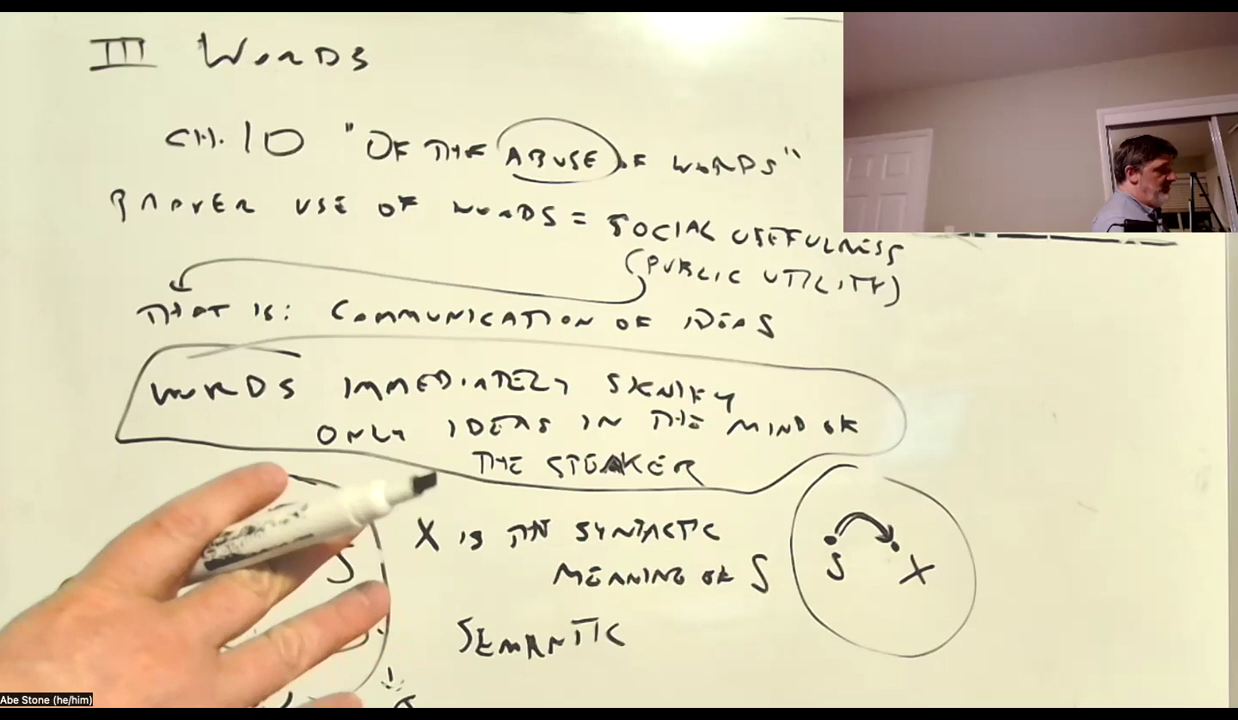 III WORDS
CH. 10 "OF THE ABUSE OF WORDS"
PROPER USE OF WORDS = SOCIAL USEFULNESS
(PUBLIC UTILITY)
THAT IS: COMMUNICATION OF IDEAS
WORDS IMMEDIATELY SIGNIFY
ONLY IDEAS IN THE MIND OF
THE SPEAKER
X IS AN SYNTACTIC
MEANING OF S
SEMANTIC
S
X
S
Abe Stone (he/him)